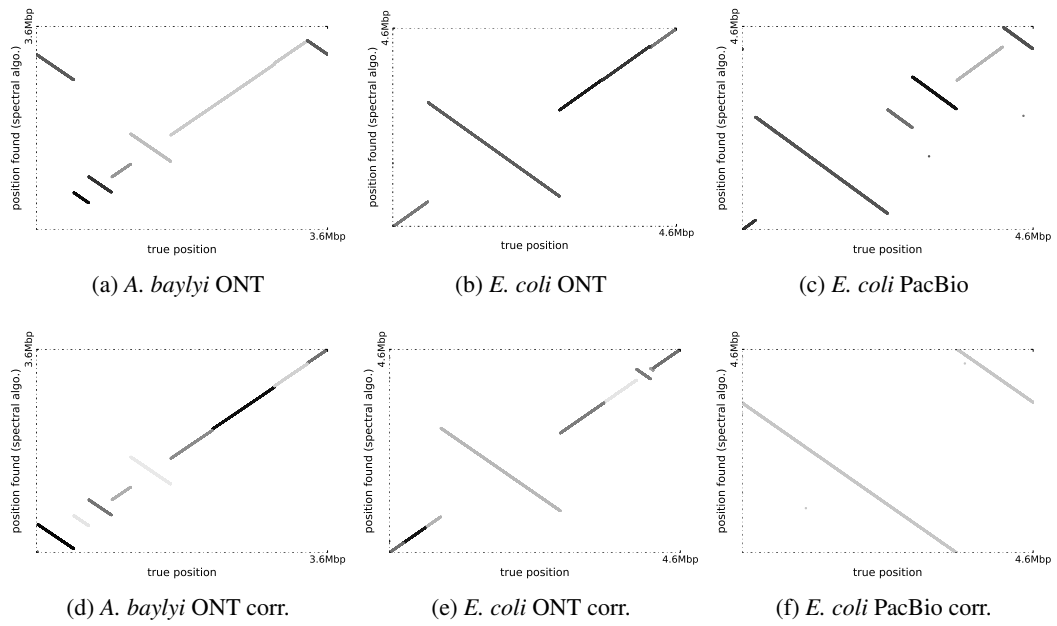 3.6Mbp
position found (spectral algo.)
true position
3.6Mbp
(a) A. baylyi ONT
4.6Mbp
position found (spectral algo.)
true position
4.6Mbp
(b) E. coli ONT
4.6Mbp
position found (spectral algo.)
true position
4.6Mbp
(c) E. coli PacBio
3.6Mbp
position found (spectral algo.)
true position
3.6Mbp
(d) A. baylyi ONT corr.
4.6Mbp
position found (spectral algo.)
true position
4.6Mbp
(e) E. coli ONT corr.
4.6Mbp
position found (spectral algo.)
true position
4.6Mbp
(f) E. coli PacBio corr.